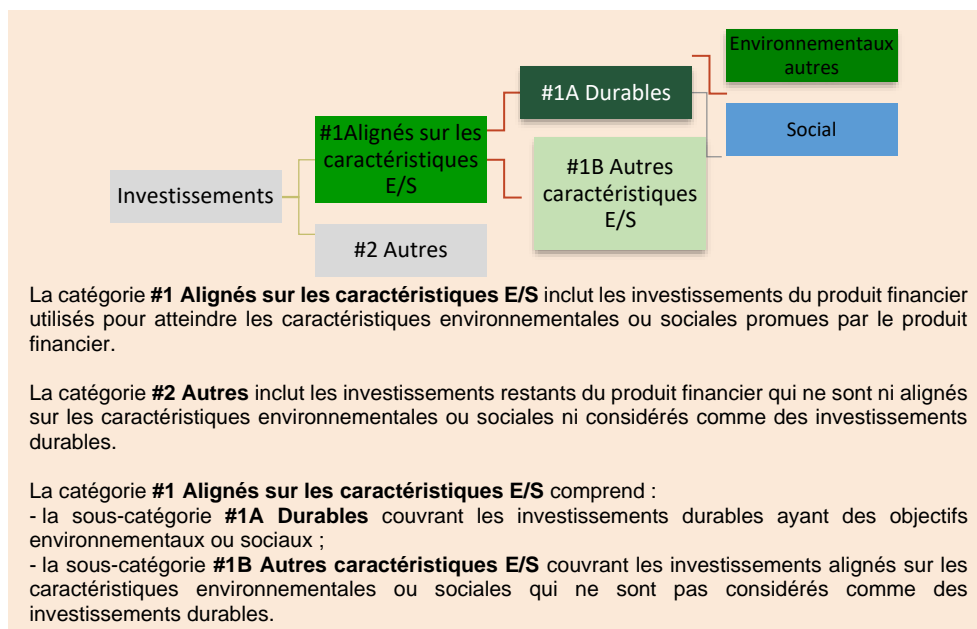 Environnementaux
autres
#1A Durables
Social
#1Alignés sur les
caractéristiques
E/S
#1B Autres
caractéristiques
E/S
Investissements
#2 Autres
La catégorie #1 Alignés sur les caractéristiques E/S inclut les investissements du produit financier
utilisés pour atteindre les caractéristiques environnementales ou sociales promues par le produit
financier.
La catégorie #2 Autres inclut les investissements restants du produit financier qui ne sont ni alignés
sur les caractéristiques environnementales ou sociales ni considérés comme des investissements
durables.
La catégorie #1 Alignés sur les caractéristiques E/S comprend :
- la sous-catégorie #1A Durables couvrant les investissements durables ayant des objectifs
environnementaux ou sociaux ;
- la sous-catégorie #1B Autres caractéristiques E/S couvrant les investissements alignés sur les
caractéristiques environnementales ou sociales qui ne sont pas considérés comme des
investissements durables.